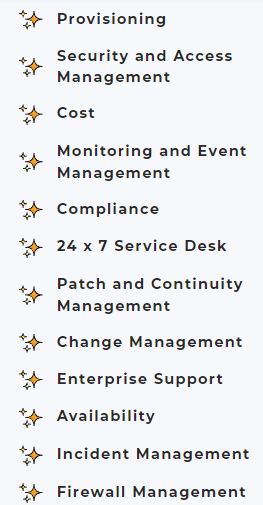 Provisioning
Security and Access
Management
Cost
Monitoring and Event
Management
Compliance
24 x 7 Service Desk
Patch and Continuity
Management
Change Management
Enterprise Support
Availability
Incident Management
Firewall Management